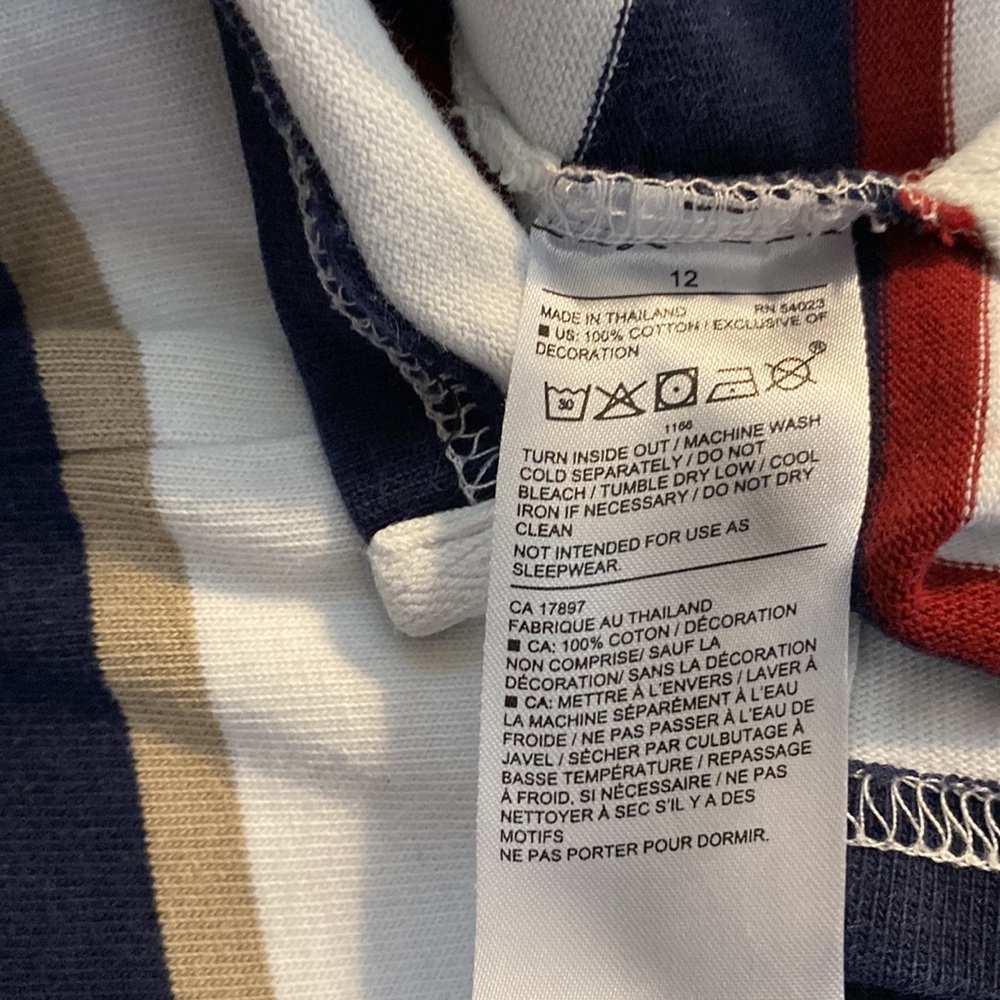 12
MADE IN THAILAND RN 54023
■ US: 100% COTTON / EXCLUSIVE OF
DECORATION
30
1166
TURN INSIDE OUT / MACHINE WASH
COLD SEPARATELY / DO NOT
BLEACH / TUMBLE DRY LOW / COOL
IRON IF NECESSARY / DO NOT DRY
CLEAN
NOT INTENDED FOR USE AS
SLEEPWEAR.
CA 17897
FABRIQUE AU THAILAND
■ CA: 100% COTON / DÉCORATION
NON COMPRISE/ SAUF LA
DÉCORATION/ SANS LA DÉCORATION
■ CA: METTRE À L'ENVERS / LAVER À
LA MACHINE SÉPARÉMENT À L'EAU
FROIDE / NE PAS PASSER À L'EAU DE
JAVEL / SÉCHER PAR CULBUTAGE À
BASSE TEMPÉRATURE / REPASSAGE
À FROID, SI NÉCESSAIRE / NE PAS
NETTOYER À SEC S'IL Y A DES
MOTIFS
NE PAS PORTER POUR DORMIR.